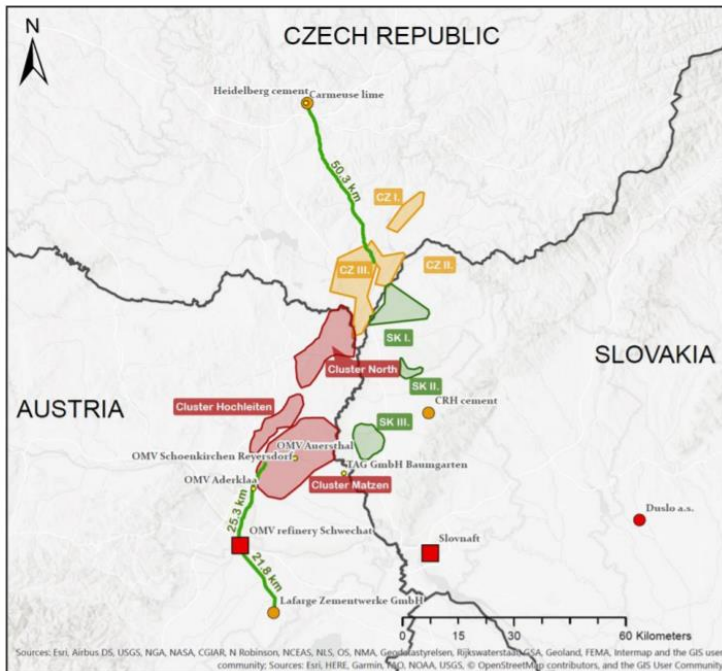 CZECH REPUBLIC
N
Heidelberg cement
Carmeuse lime
50.3 km
CZ I.
CZ II.
CZ III.
SK I.
SLOVAKIA
Cluster North
SK II.
AUSTRIA
Cluster Hochleiten
CRH cement
SK III.
OMV Auersthal
OMV Schoenkirchen Reyersdorf
TAG GmbH Baumgarten
OMV Aderklaa
Cluster Matzen
25.3 km
Duslo a.s.
OMV refinery Schwechat
Slovnaft
21.8 km
Lafarge Zementwerke GmbH
0 15 30 60 Kilometers
Sources: Esri, Airbus DS, USGS, NGA, NASA, CGIAR, N Robinson, NCEAS, NLS, OS, NMA, Geodatastyrelsen, Rijkswaterstaat, GSA, Geoland, FEMA, Intermap and the GIS user
community; Sources: Esri, HERE, Garmin, FAO, NOAA, USGS, © OpenStreetMap contributors, and the GIS User Commun